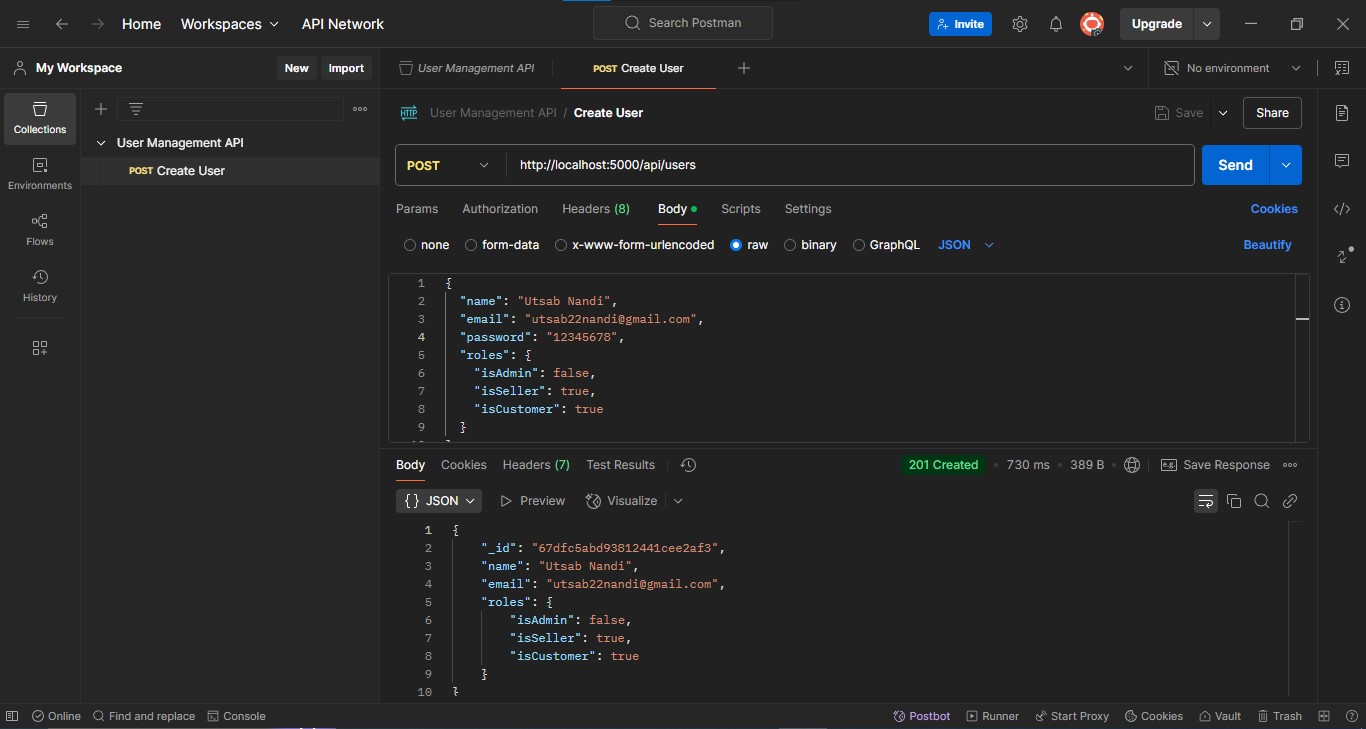 Home Workspaces API Network Search Postman Invite Upgrade
My Workspace New Import User Management API POST Create User No environment
Collections
Environments
Flows
History
User Management API
POST Create User
HTTP User Management API / Create User Save Share
POST http://localhost:5000/api/users Send
Params Authorization Headers (8) Body Scripts Settings Cookies
none form-data x-www-form-urlencoded raw binary GraphQL JSON Beautify
1 {
2 "name": "Utsab Nandi",
3 "email": "utsab22nandi@gmail.com",
4 "password": "12345678",
5 "roles": {
6 "isAdmin": false,
7 "isSeller": true,
8 "isCustomer": true
9 }
Body Cookies Headers (7) Test Results 201 Created 730 ms 389 B e.g. Save Response
{} JSON Preview Visualize
1 {
2 "_id": "67dfc5abd93812441cee2af3",
3 "name": "Utsab Nandi",
4 "email": "utsab22nandi@gmail.com",
5 "roles": {
6 "isAdmin": false,
7 "isSeller": true,
8 "isCustomer": true
9 }
10 }
Online Find and replace Console Postbot Runner Start Proxy Cookies Vault Trash